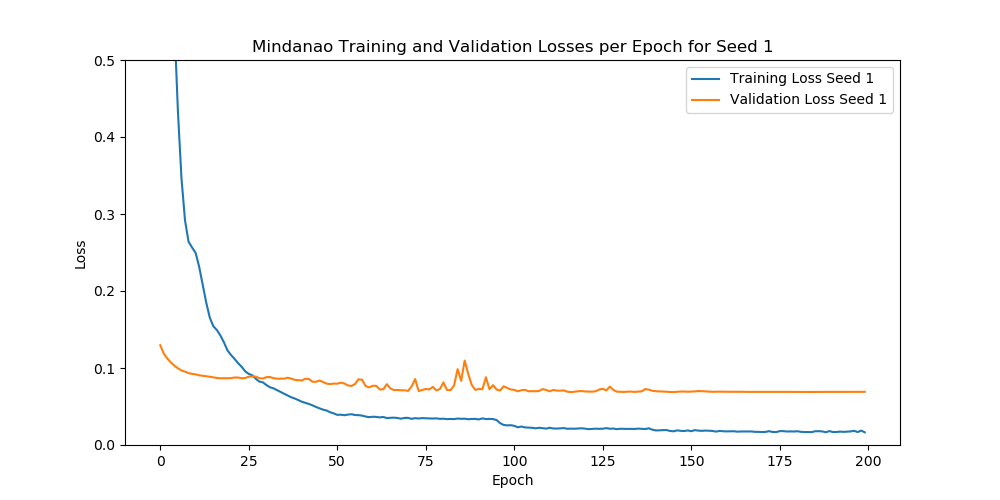 Mindanao Training and Validation Losses per Epoch for Seed 1
Training Loss Seed 1
Validation Loss Seed 1
0.5
0.4
0.3
0.2
0.1
0.0
Loss
0 25 50 75 100 125 150 175 200
Epoch